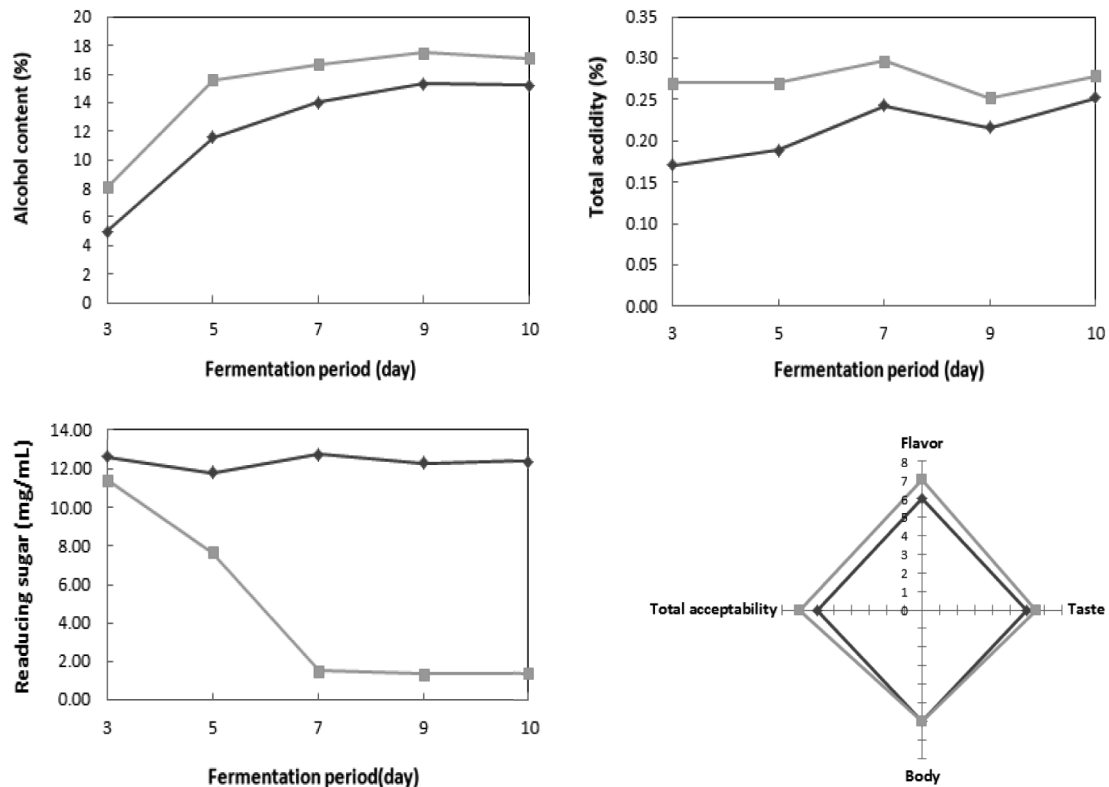 Alcohol content (%)
20
18
16
14
12
10
8
6
4
2
0
3 5 7 9 10
Fermentation period (day)
Total acdidity (%)
0.35
0.30
0.25
0.20
0.15
0.10
0.05
0.00
3 5 7 9 10
Fermentation period (day)
Readucing sugar (mg/mL)
14.00
12.00
10.00
8.00
6.00
4.00
2.00
0.00
3 5 7 9 10
Fermentation period(day)
Flavor
8
7
6
5
4
3
2
1
0
Total acceptability
Taste
Body